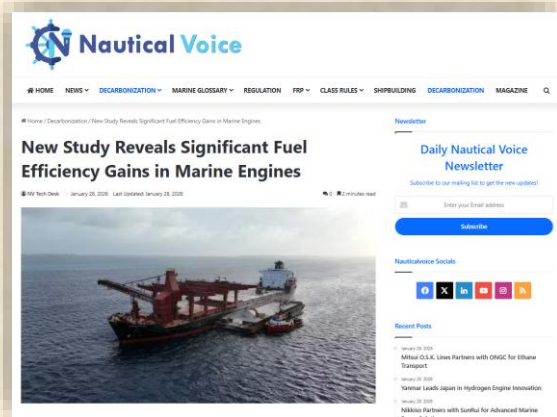 Nautical Voice
HOME NEWS DECARBONIZATION MARINE GLOSSARY REGULATION FRP CLASS RULES SHIPBUILDING DECARBONIZATION MAGAZINE
Home / Decarbonization / New Study Reveals Significant Fuel Efficiency Gains in Marine Engines
New Study Reveals Significant Fuel
Efficiency Gains in Marine Engines
NV Tech Desk · January 28, 2026 Last Updated: January 28, 2026 0 2 minutes read
Newsletter
Daily Nautical Voice
Newsletter
Subscribe to our mailing list to get the new updates!
Enter your Email address
Subscribe
Nauticalvoice Socials
Recent Posts
January 29, 2026
Mitsui O.S.K. Lines Partners with ONGC for Ethane
Transport
January 29, 2026
Yanmar Leads Japan in Hydrogen Engine Innovation
January 29, 2026
Nikkiso Partners with SunRui for Advanced Marine